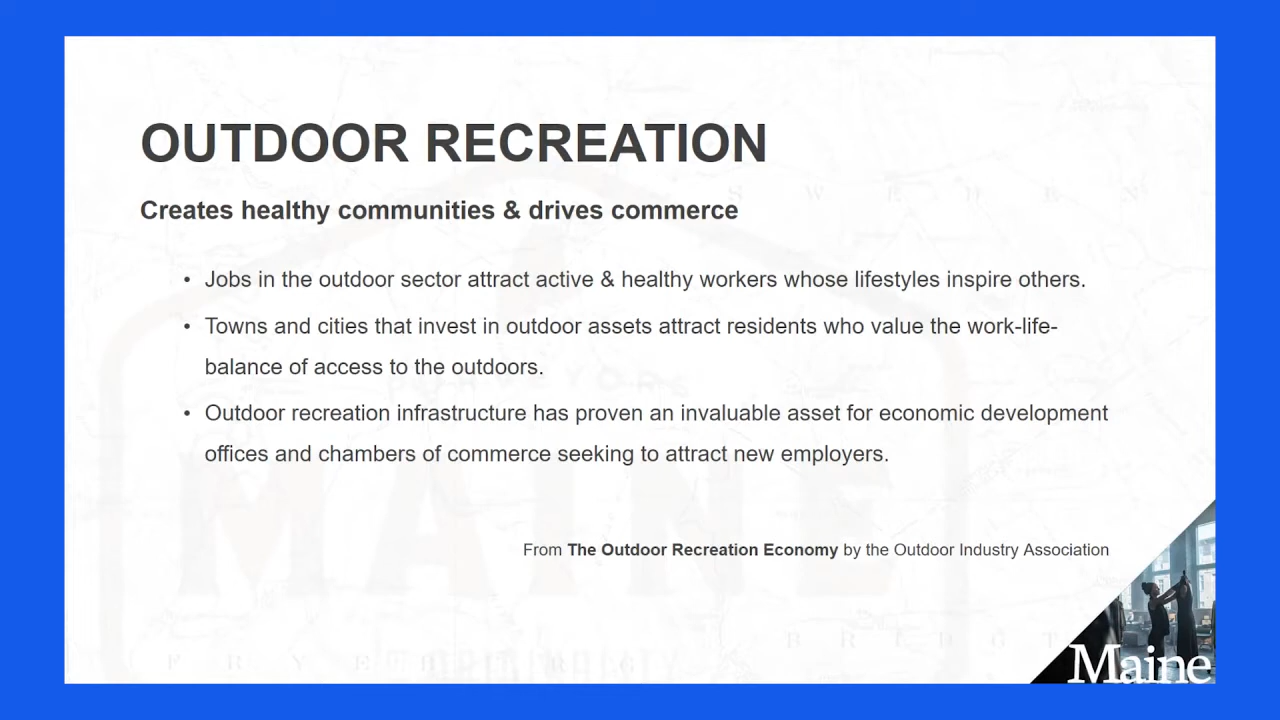 OUTDOOR RECREATION
Creates healthy communities & drives commerce
• Jobs in the outdoor sector attract active & healthy workers whose lifestyles inspire others.
• Towns and cities that invest in outdoor assets attract residents who value the work-life-
balance of access to the outdoors.
• Outdoor recreation infrastructure has proven an invaluable asset for economic development
offices and chambers of commerce seeking to attract new employers.
MAINE
From The Outdoor Recreation Economy by the Outdoor Industry Association
FRYEBURG
Maine